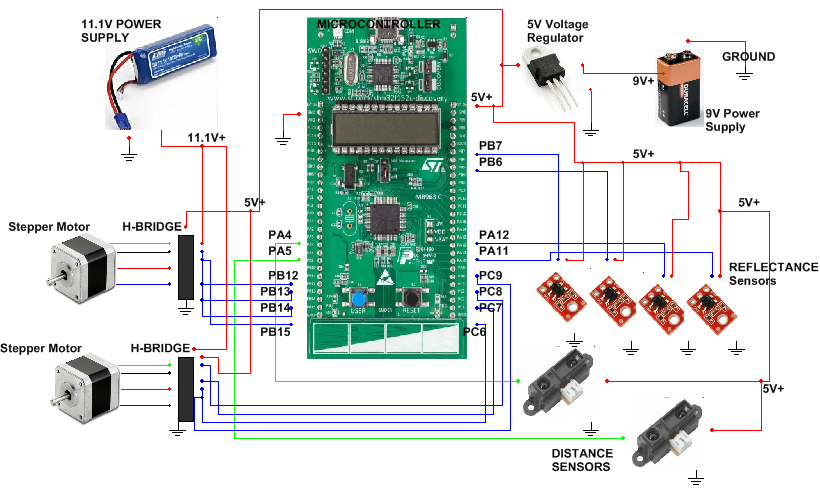 11.1V POWER
SUPPLY
MICROCONTROLLER
5V Voltage
Regulator
GROUND
9V+
DURACELL
9V Power
Supply
SWD
5V+
11.1V+
PB7
PB6
5V+
5V+
5V+
Stepper Motor
H-BRIDGE
PA4
PA5
PA12
PA11
REFLECTANCE
Sensors
PB12
PB13
PB14
PB15
PC9
PC8
PC7
PC6
USER
RESET
Stepper Motor
H-BRIDGE
5V+
DISTANCE
SENSORS